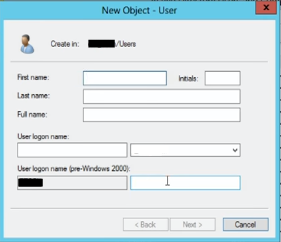 New Object - User
X
Create in: /Users
First name:
Initials:
Last name:
Full name:
User logon name:
User logon name (pre-Windows 2000):
< Back
Next >
Cancel